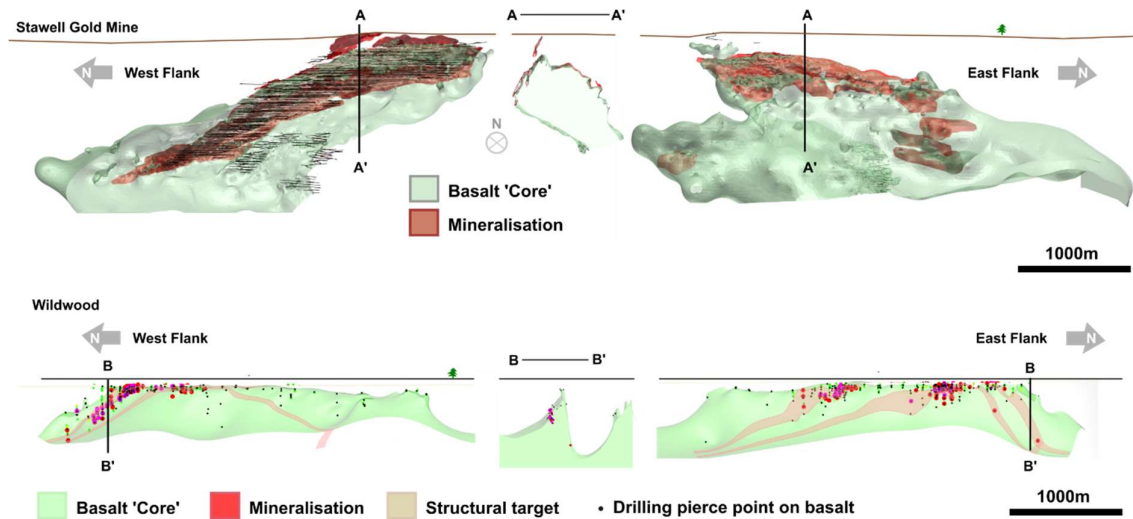 Stawell Gold Mine
A
A A'
A
N West Flank
East Flank N
N
A'
A'
Basalt 'Core'
Mineralisation
1000m
Wildwood
N West Flank
East Flank N
B
B B'
B
B'
B'
Basalt 'Core'
Mineralisation
Structural target
Drilling pierce point on basalt
1000m